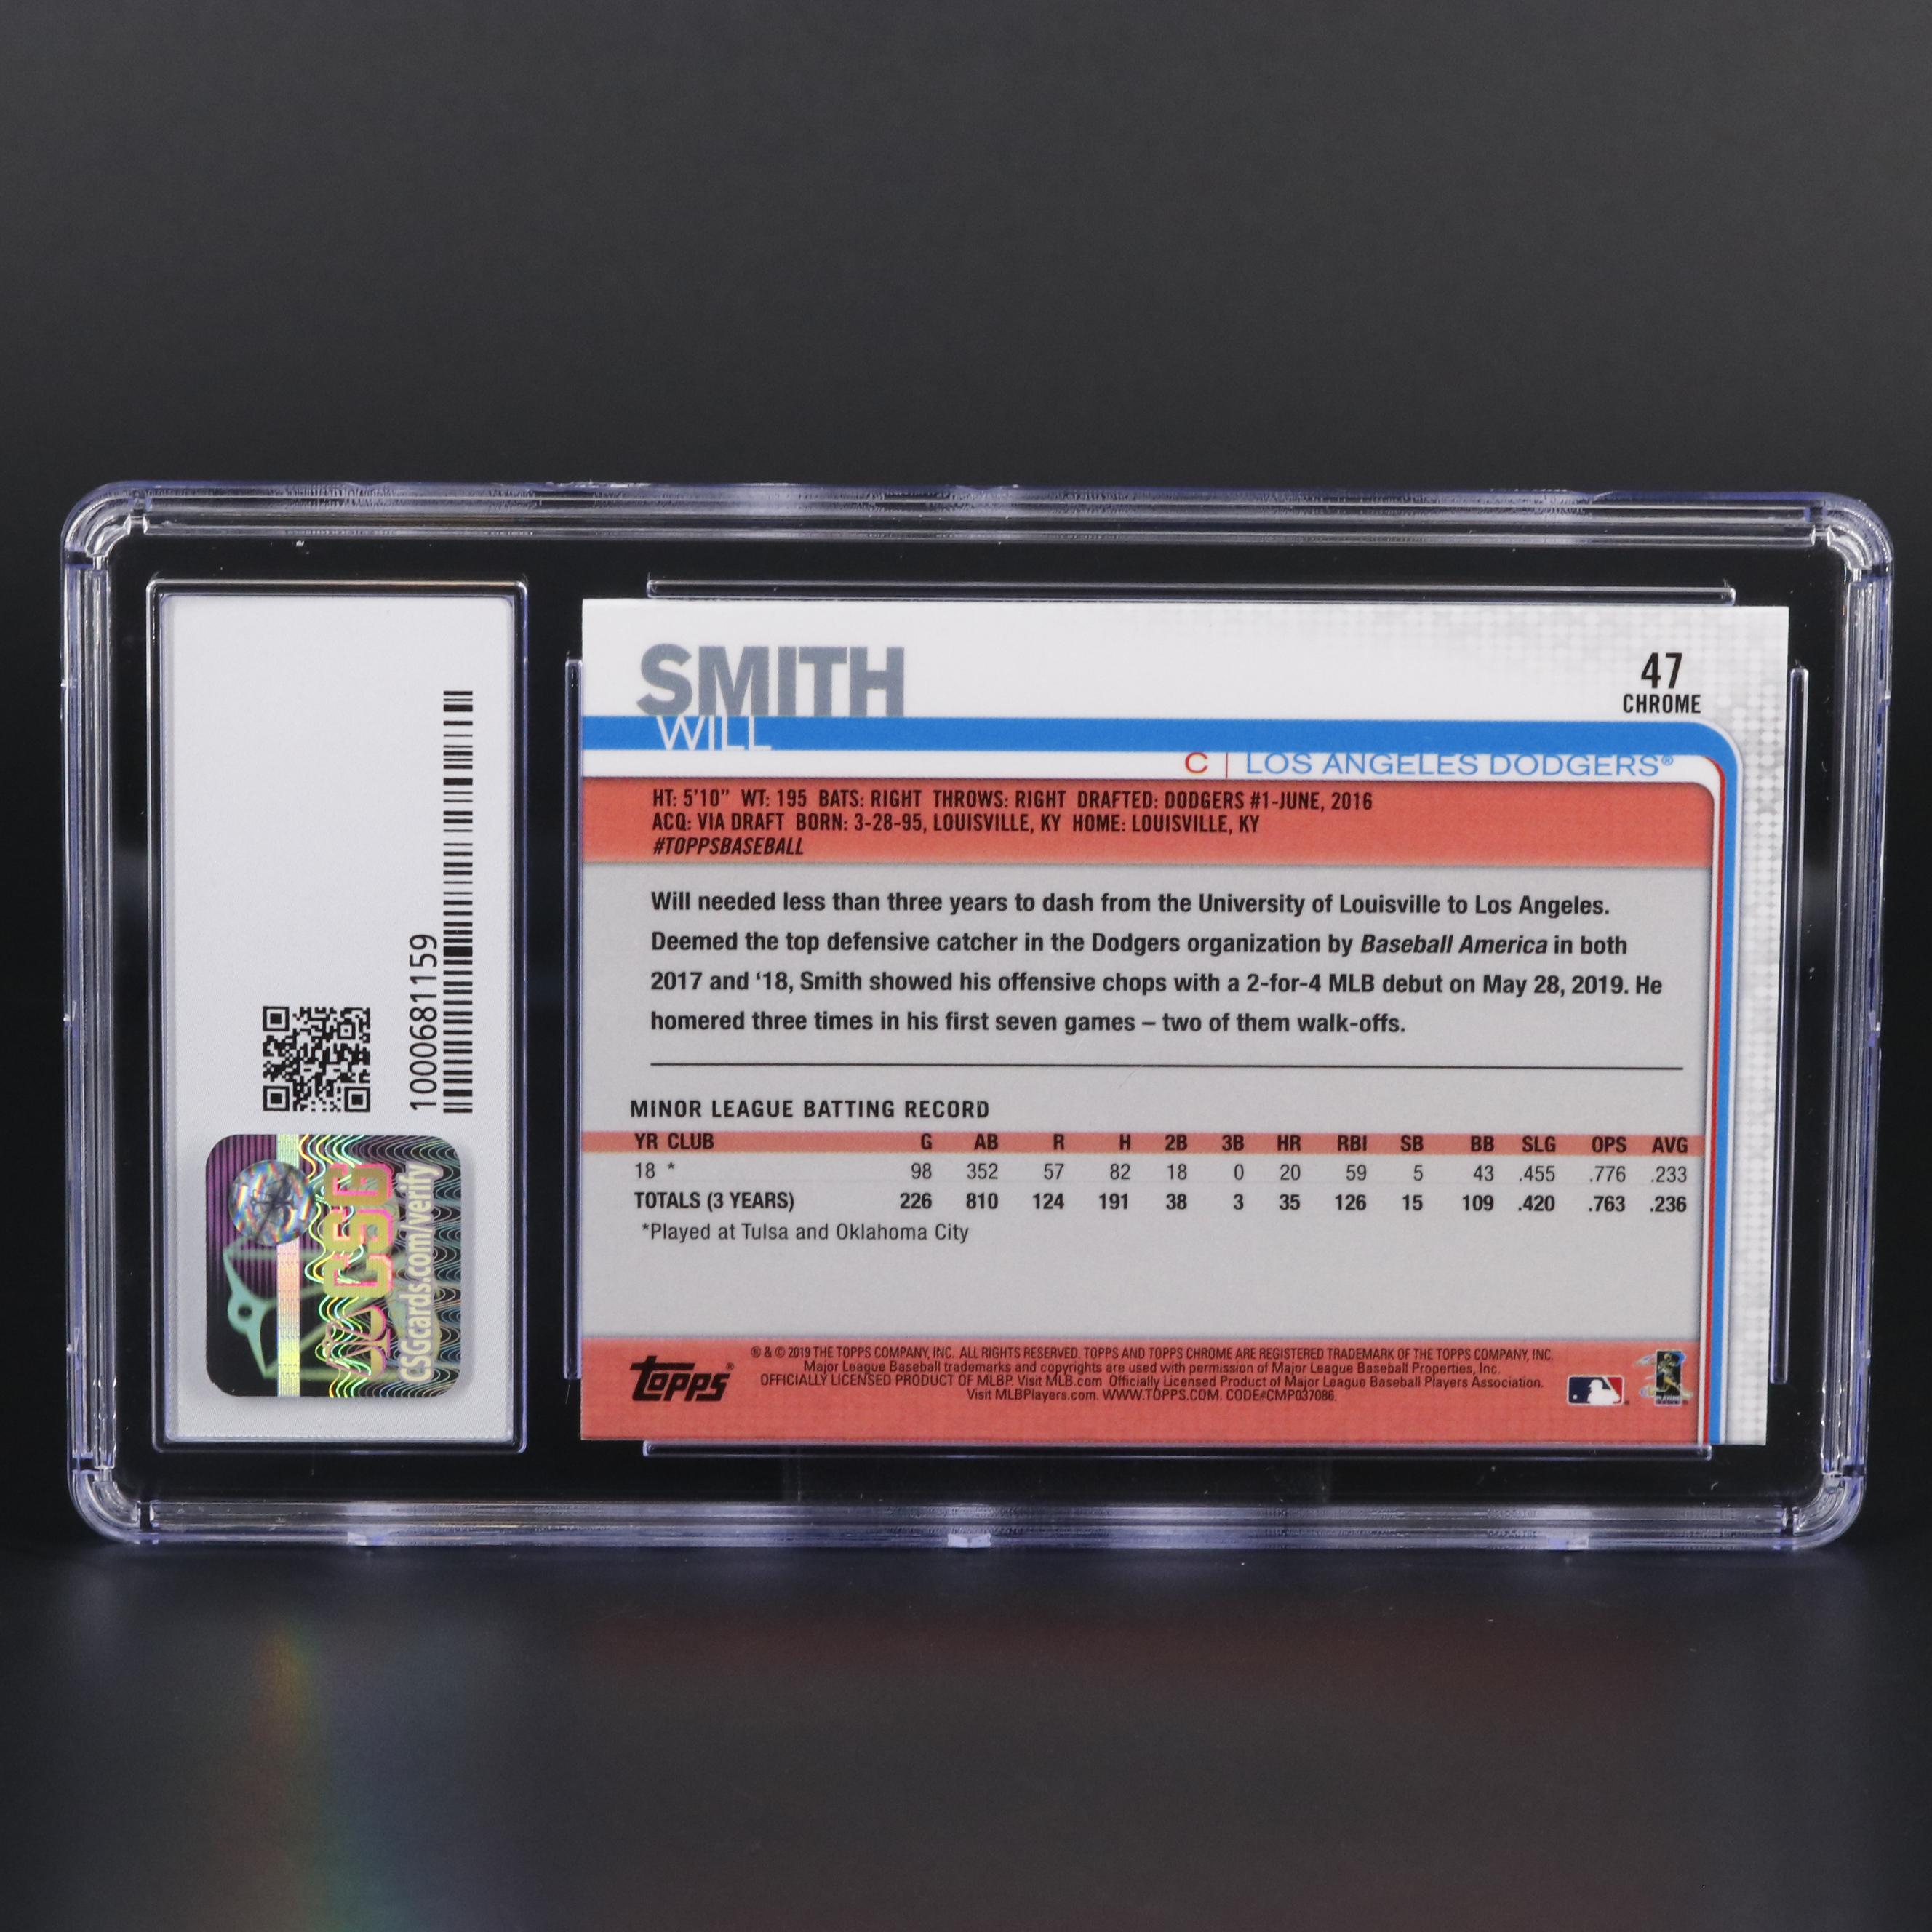 1000681159
CSG
CSGcards.com/verify
SMITH
WILL
47
CHROME
C | LOS ANGELES DODGERS®
HT: 5'10" WT: 195 BATS: RIGHT THROWS: RIGHT DRAFTED: DODGERS #1-JUNE, 2016
ACQ: VIA DRAFT BORN: 3-28-95, LOUISVILLE, KY HOME: LOUISVILLE, KY
#TOPPSBASEBALL
Will needed less than three years to dash from the University of Louisville to Los Angeles.
Deemed the top defensive catcher in the Dodgers organization by Baseball America in both
2017 and ‘18, Smith showed his offensive chops with a 2-for-4 MLB debut on May 28, 2019. He
homered three times in his first seven games – two of them walk-offs.
MINOR LEAGUE BATTING RECORD
YR CLUB G AB R H 2B 3B HR RBI SB BB SLG OPS AVG
18 * 98 352 57 82 18 0 20 59 5 43 .455 .776 .233
TOTALS (3 YEARS) 226 810 124 191 38 3 35 126 15 109 .420 .763 .236
*Played at Tulsa and Oklahoma City
topps®
® & © 2019 THE TOPPS COMPANY, INC. ALL RIGHTS RESERVED. TOPPS AND TOPPS CHROME ARE REGISTERED TRADEMARK OF THE TOPPS COMPANY, INC.
Major League Baseball trademarks and copyrights are used with permission of Major League Baseball Properties, Inc.
OFFICIALLY LICENSED PRODUCT OF MLBP. Visit MLB.com Officially Licensed Product of Major League Baseball Players Association.
Visit MLBPlayers.com. WWW.TOPPS.COM. CODE#CMP037086.